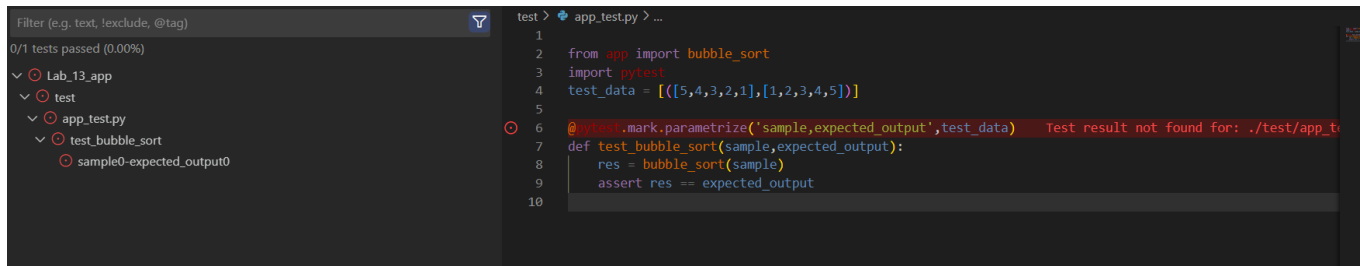 Filter (e.g. text, !exclude, @tag)
0/1 tests passed (0.00%)
Lab_13_app
test
app_test.py
test_bubble_sort
sample0-expected_output0
test > app_test.py > ...
1
2 from app import bubble_sort
3 import pytest
4 test_data = [([5,4,3,2,1],[1,2,3,4,5])]
5
6 @pytest.mark.parametrize('sample,expected_output',test_data) Test result not found for: ./test/app_te
7 def test_bubble_sort(sample,expected_output):
8 res = bubble_sort(sample)
9 assert res == expected_output
10